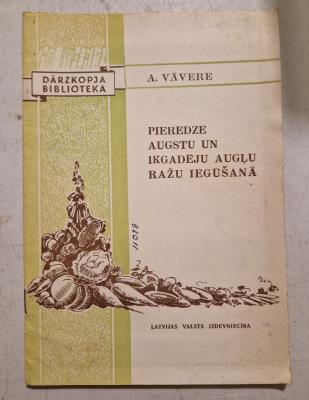 DĀRZKOPJA
BIBLIOTEKA
A. VĀVERE
PIEREDZE
AUGSTU UN
IKGADĒJU AUGĻU
RAŽU IEGŪŠANĀ
LATVIJAS VALSTS IZDEVNIECĪBA